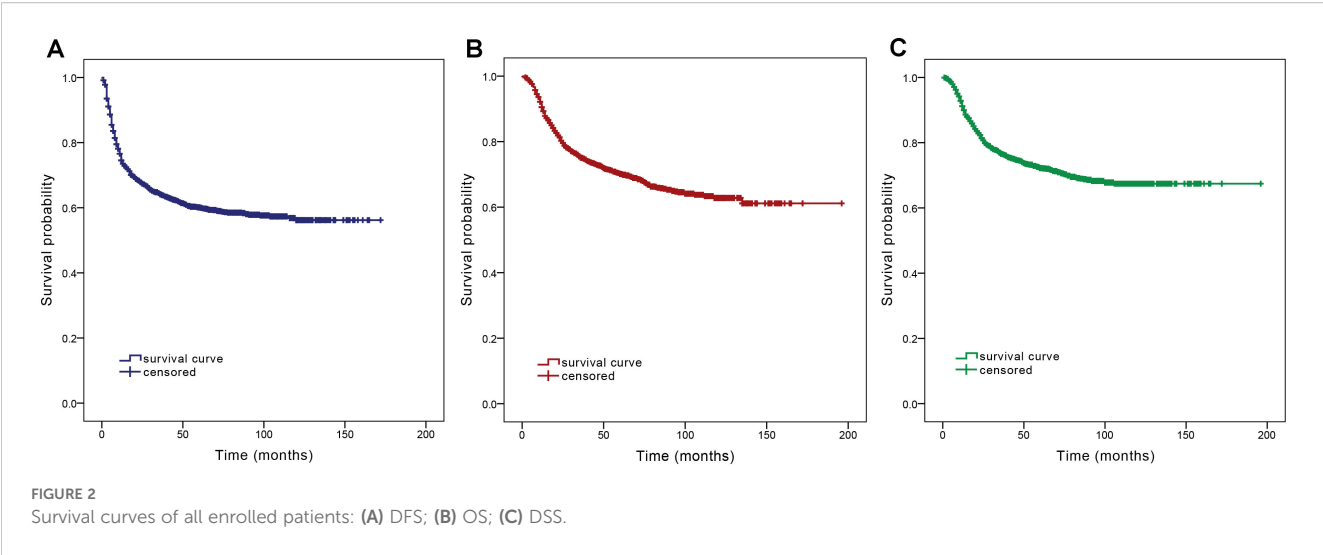 A
B
C
1.0
0.8
0.6
0.4
0.2
0.0
Survival probability
survival curve
censored
0
50
100
150
200
Time (months)
1.0
0.8
0.6
0.4
0.2
0.0
Survival probability
survival curve
censored
0
50
100
150
200
Time (months)
1.0
0.8
0.6
0.4
0.2
0.0
Survival probability
survival curve
censored
0
50
100
150
200
Time (months)
FIGURE 2
Survival curves of all enrolled patients: (A) DFS; (B) OS; (C) DSS.